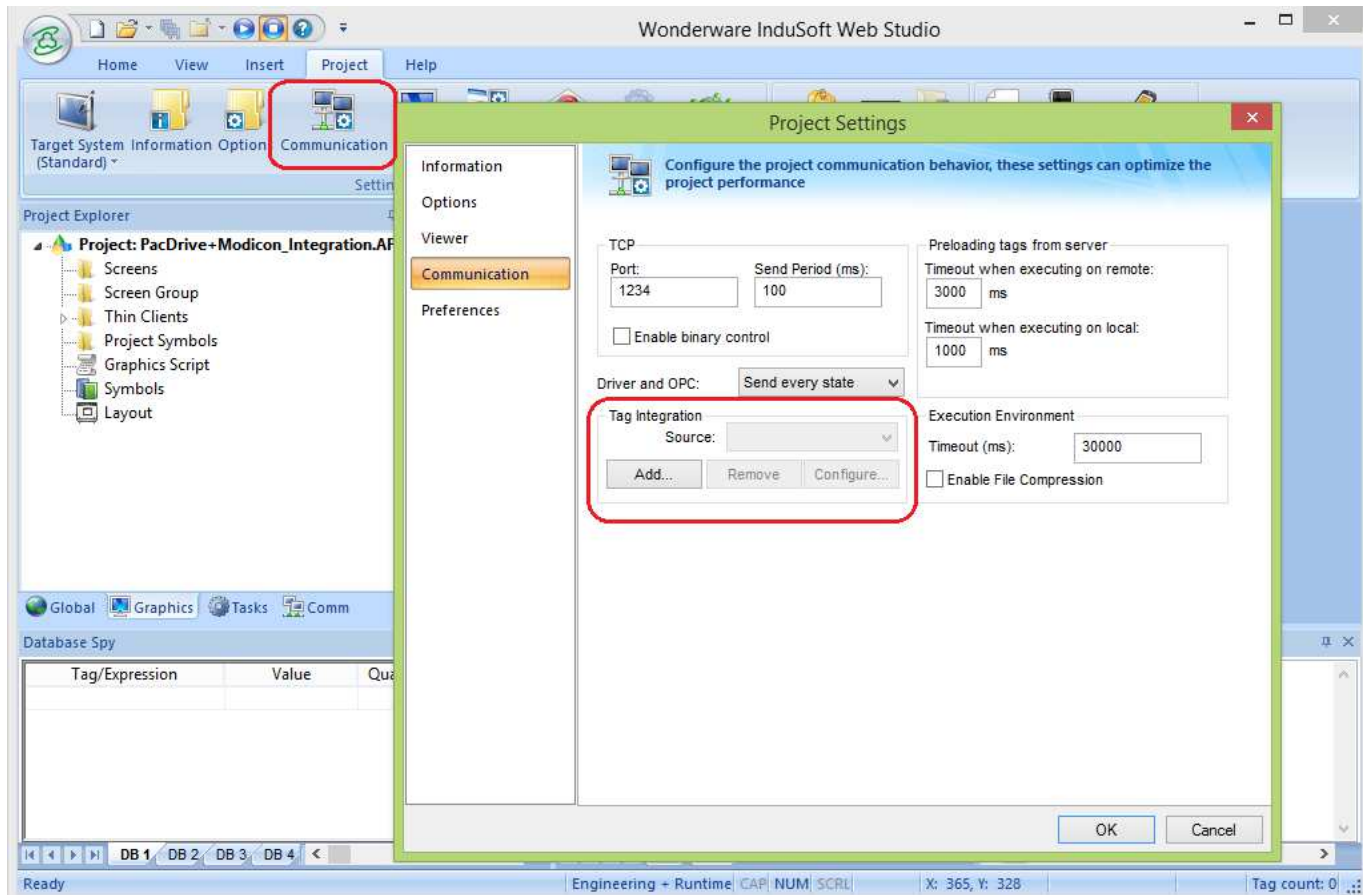 Wonderware InduSoft Web Studio
Home View Insert Project Help
Target System (Standard)
Information
Option
Communication
Settin
Project Explorer
Project: PacDrive+Modicon_Integration.AP
Screens
Screen Group
Thin Clients
Project Symbols
Graphics Script
Symbols
Layout
Global Graphics Tasks Comm
Database Spy
Tag/Expression Value Qua
DB 1 DB 2 DB 3 DB 4
Project Settings
Information
Options
Viewer
Communication
Preferences
Configure the project communication behavior, these settings can optimize the
project performance
TCP
Port: Send Period (ms):
1234 100
Enable binary control
Driver and OPC: Send every state
Tag Integration
Source:
Add... Remove Configure...
Preloading tags from server
Timeout when executing on remote:
3000 ms
Timeout when executing on local:
1000 ms
Execution Environment
Timeout (ms): 30000
Enable File Compression
OK Cancel
Ready Engineering + Runtime CAP NUM SCRL X: 365, Y: 328 Tag count: 0